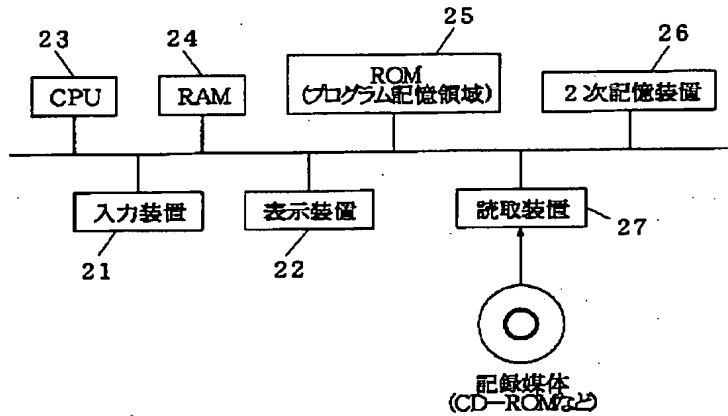 23
24
25
26
CPU
RAM
ROM
(プログラム記憶領域)
2次記憶装置
入力装置
表示装置
読取装置
21
22
27
記録媒体
(CD-ROMなど)